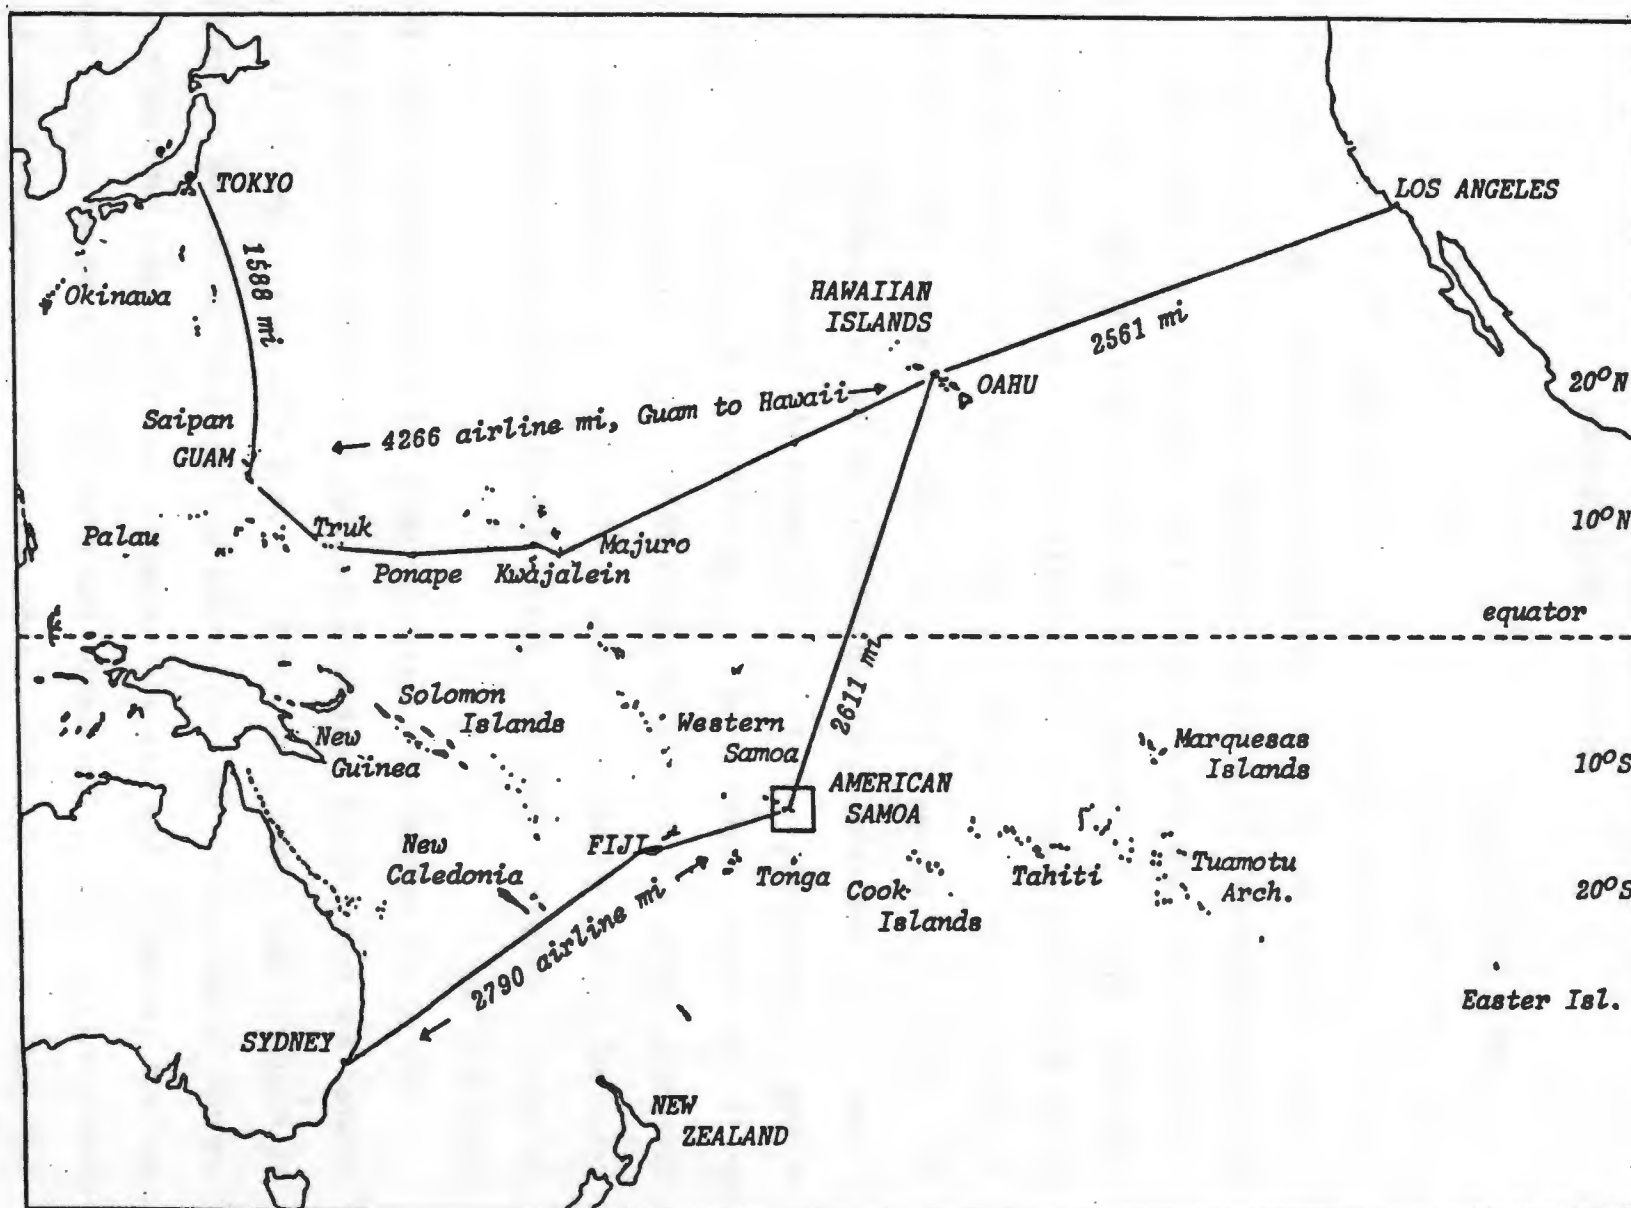 TOKYO
LOS ANGELES
1588 mi
Okinawa
HAWAIIAN
ISLANDS
2561 mi
OAHU
20°N
4266 airline mi, Guam to Hawaii
Saipan
GUAM
10°N
Truk
Palau
Majuro
Ponape
Kwajalein
equator
2611 mi
Solomon
Islands
Western
Samoa
New
Guinea
Marquesas
Islands
10°S
AMERICAN
SAMOA
FIJI
New
Caledonia
Tonga
Cook
Islands
Tahiti
Tuamotu
Arch.
20°S
2790 airline mi
Easter Isl.
SYDNEY
NEW
ZEALAND